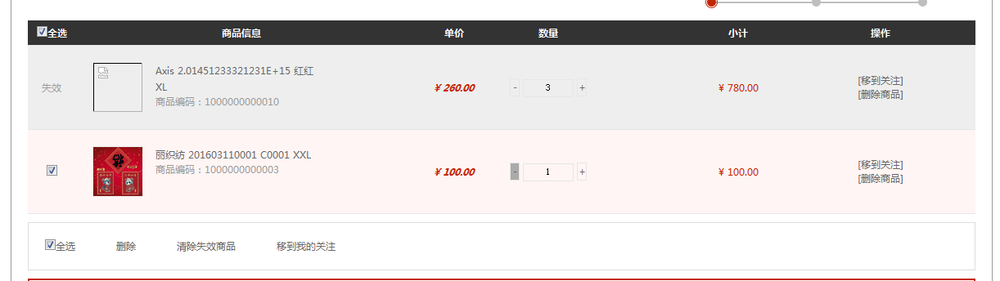 全选 商品信息 单价 数量 小计 操作
失效
Axis 2.01451233321231E+15 红红
XL
商品编码：1000000000010
¥ 260.00
- 3 +
¥ 780.00
[移到关注]
[删除商品]
丽织纺 201603110001 C0001 XXL
商品编码：1000000000003
¥ 100.00
- 1 +
¥ 100.00
[移到关注]
[删除商品]
全选 删除 清除失效商品 移到我的关注